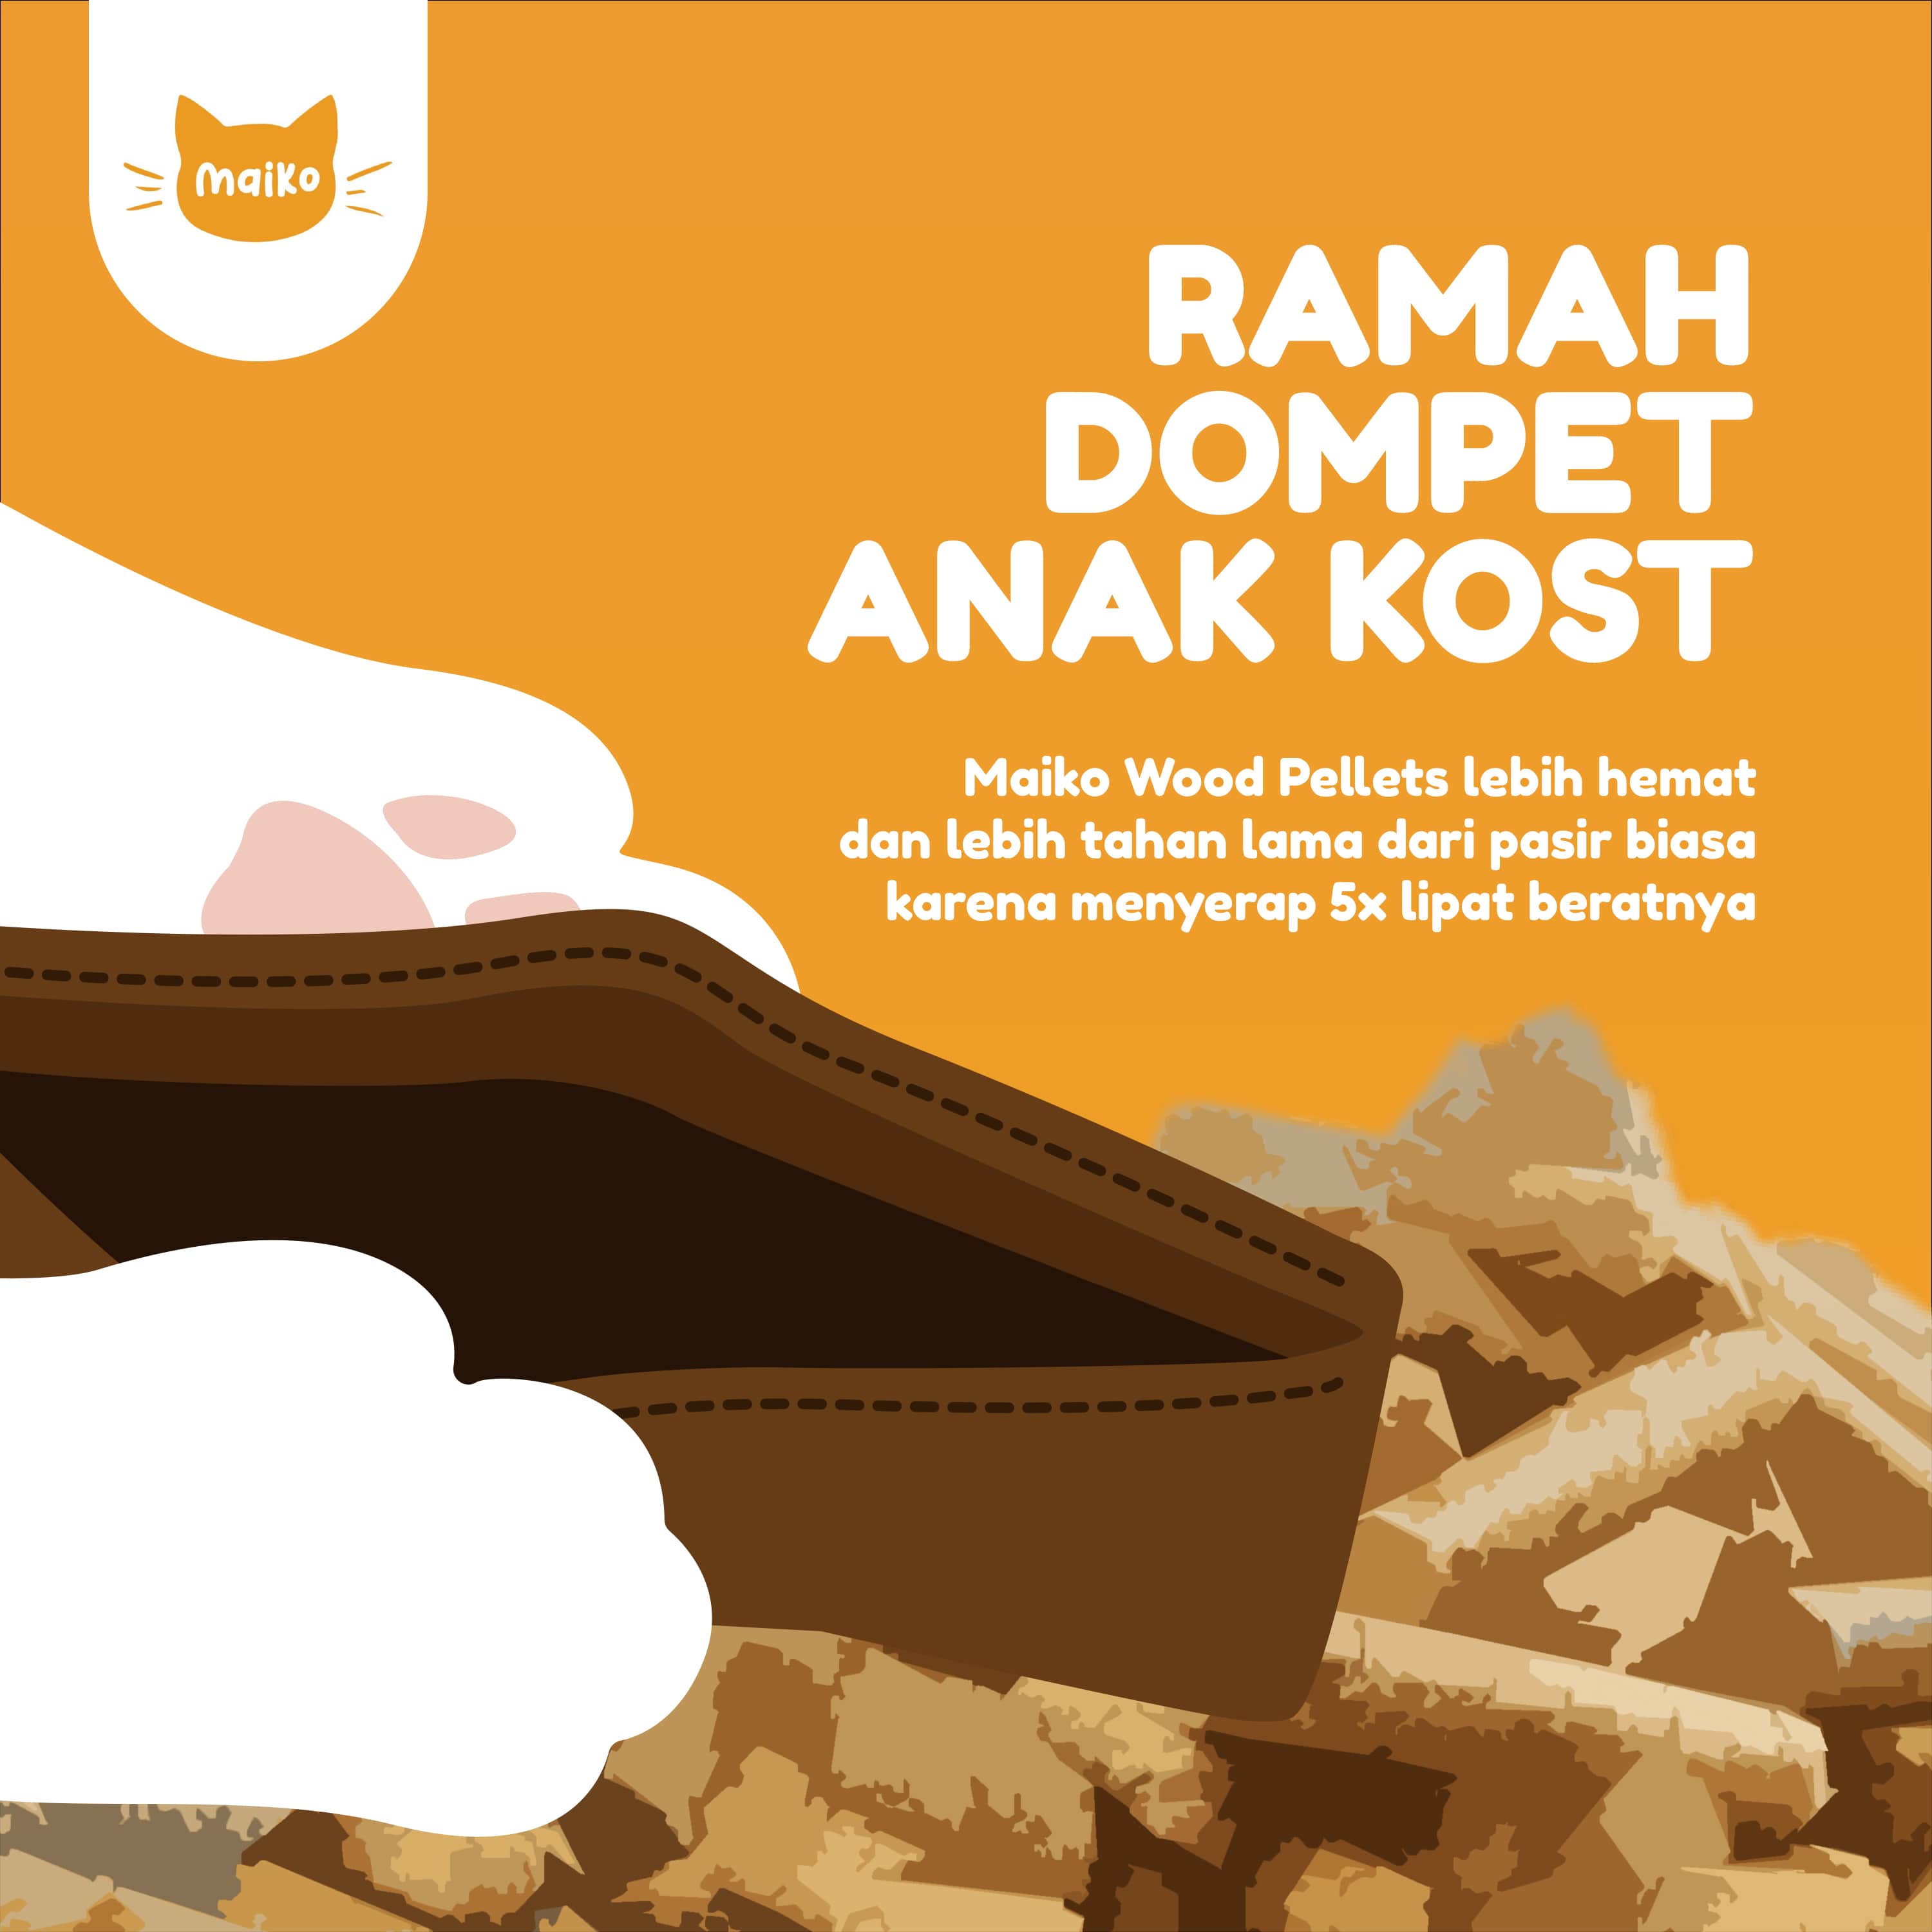 maiko
RAMAH
DOMPET
ANAK KOST
Maiko Wood Pellets lebih hemat
dan lebih tahan lama dari pasir biasa
karena menyerap 5x lipat beratnya